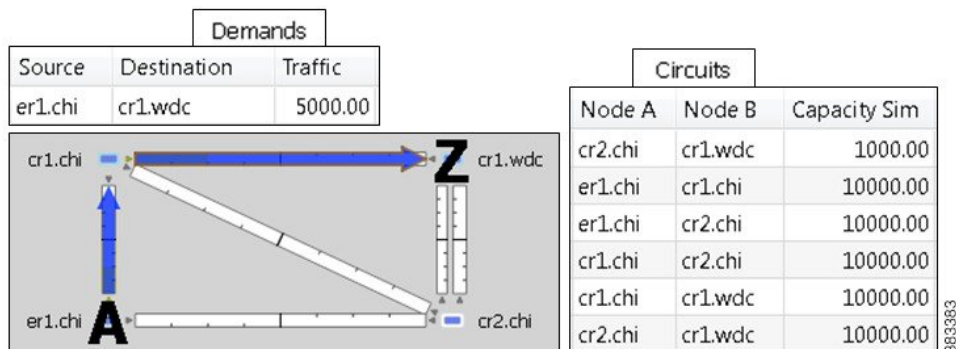 Demands
Source Destination Traffic
er1.chi cr1.wdc 5000.00
cr1.chi Z cr1.wdc
er1.chi A cr2.chi
Circuits
Node A Node B Capacity Sim
cr2.chi cr1.wdc 1000.00
er1.chi cr1.chi 10000.00
er1.chi cr2.chi 10000.00
cr1.chi cr2.chi 10000.00
cr1.chi cr1.wdc 10000.00
cr2.chi cr1.wdc 10000.00
383383